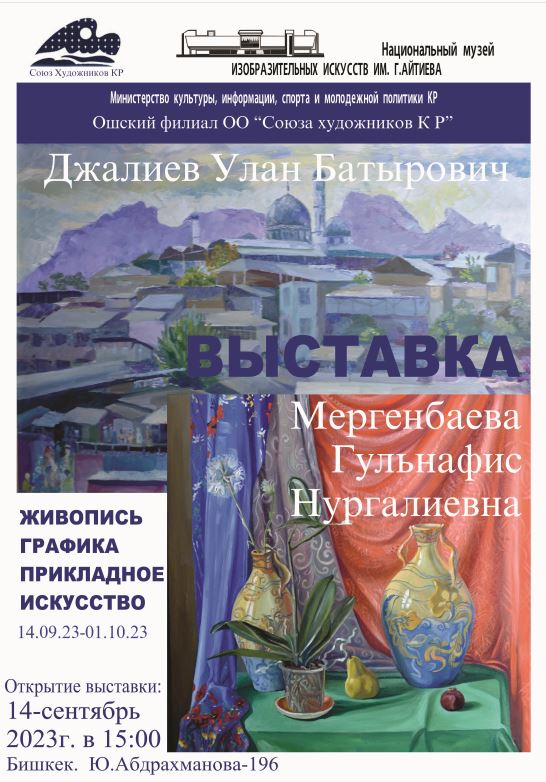 Союз Художников КР
Национальный музей
ИЗОБРАЗИТЕЛЬНЫХ ИСКУССТВ ИМ. Г.АЙТИЕВА
Министерство культуры, информации, спорта и молодежной политики КР
Ошский филиал ОО “Союза художников К Р”
Джалиев Улан Батырович
ВЫСТАВКА
Мергенбаева
Гульнафис
Нургалиевна
ЖИВОПИСЬ
ГРАФИКА
ПРИКЛАДНОЕ
ИСКУССТВО
14.09.23-01.10.23
Открытие выставки:
14-сентябрь
2023г. в 15:00
Бишкек. Ю.Абдрахманова-196